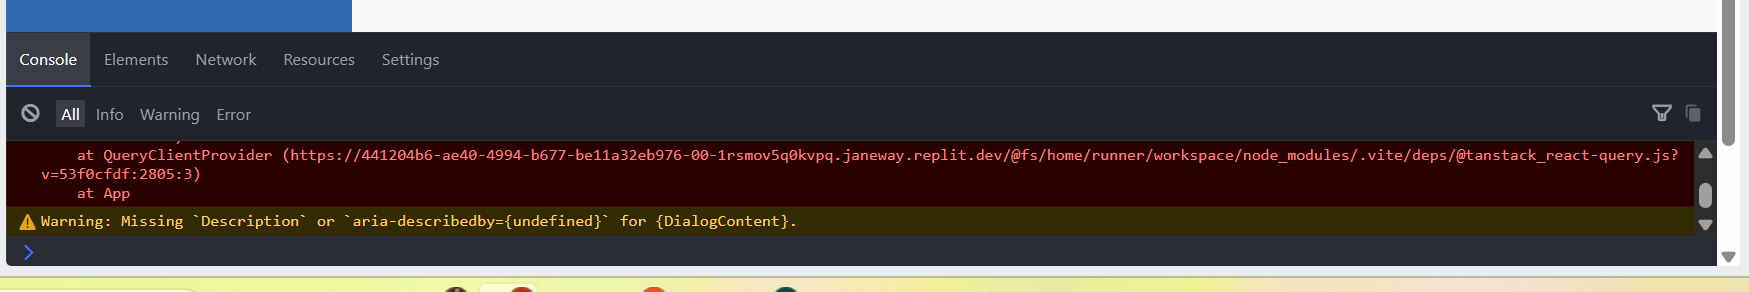 Console Elements Network Resources Settings
All Info Warning Error
at QueryClientProvider (https://441204b6-ae40-4994-b677-be11a32eb976-00-1rsmov5q0kvpq.janeway.replit.dev/@fs/home/runner/workspace/node_modules/.vite/deps/@tanstack_react-query.js?
v=53f0cfdf:2805:3)
at App
Warning: Missing `Description` or `aria-describedby={undefined}` for {DialogContent}.